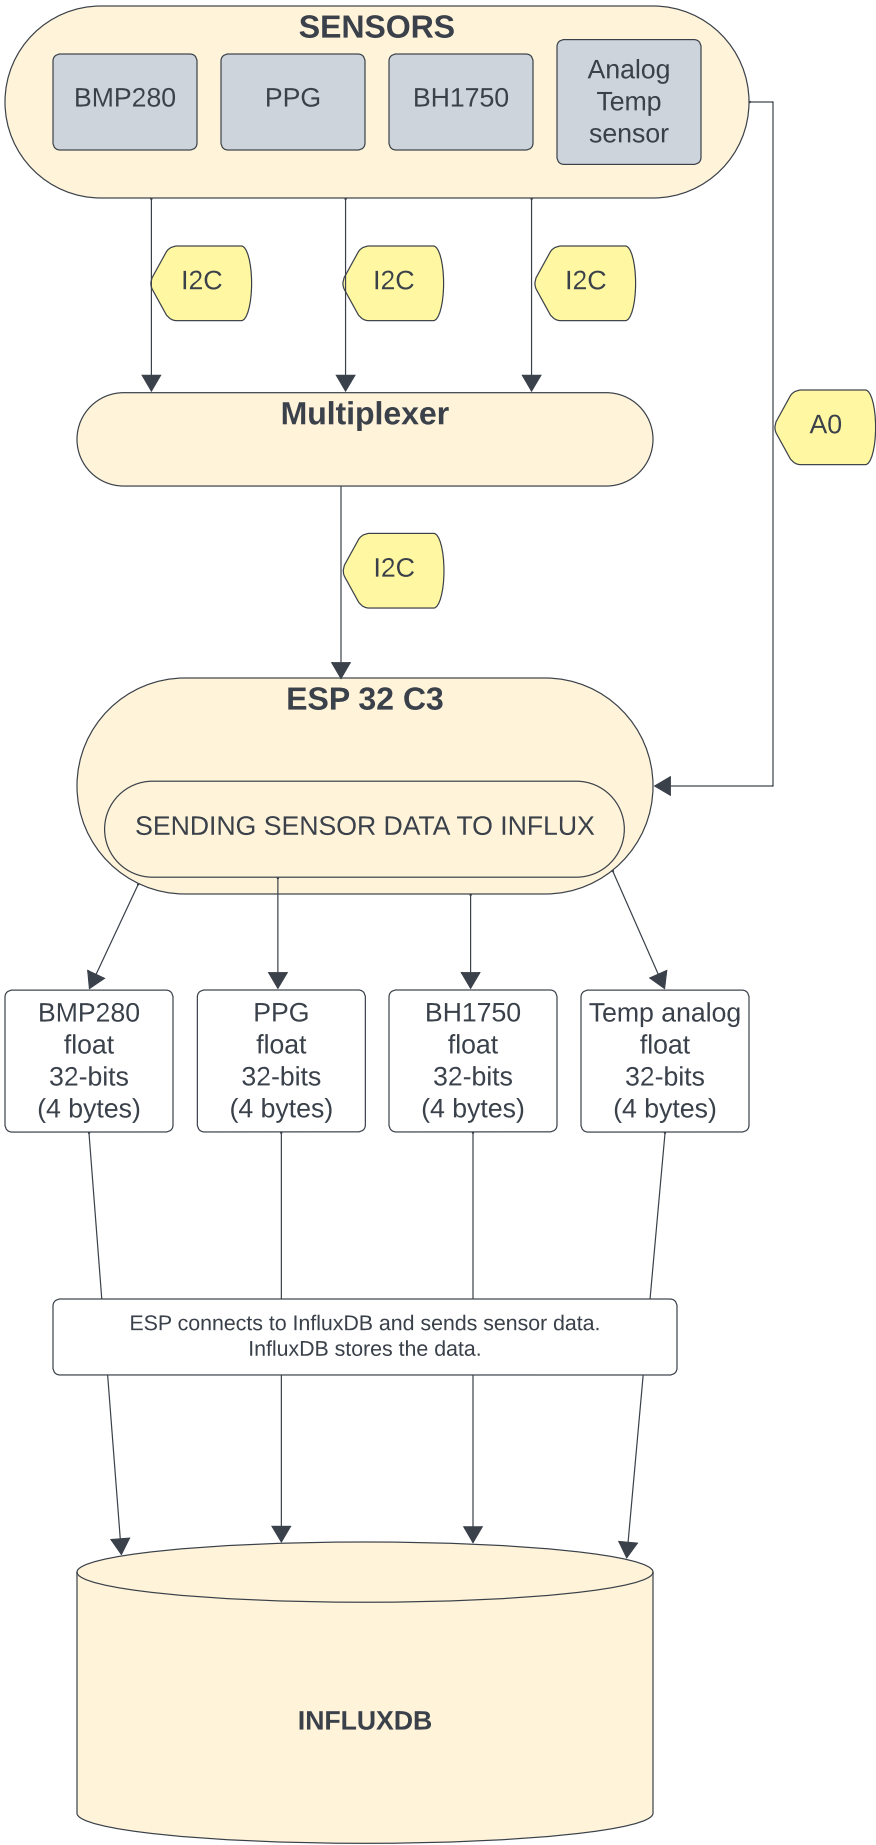 SENSORS
BMP280
PPG
BH1750
Analog
Temp
sensor
I2C
I2C
I2C
A0
Multiplexer
I2C
ESP 32 C3
SENDING SENSOR DATA TO INFLUX
BMP280
float
32-bits
(4 bytes)
PPG
float
32-bits
(4 bytes)
BH1750
float
32-bits
(4 bytes)
Temp analog
float
32-bits
(4 bytes)
ESP connects to InfluxDB and sends sensor data.
InfluxDB stores the data.
INFLUXDB